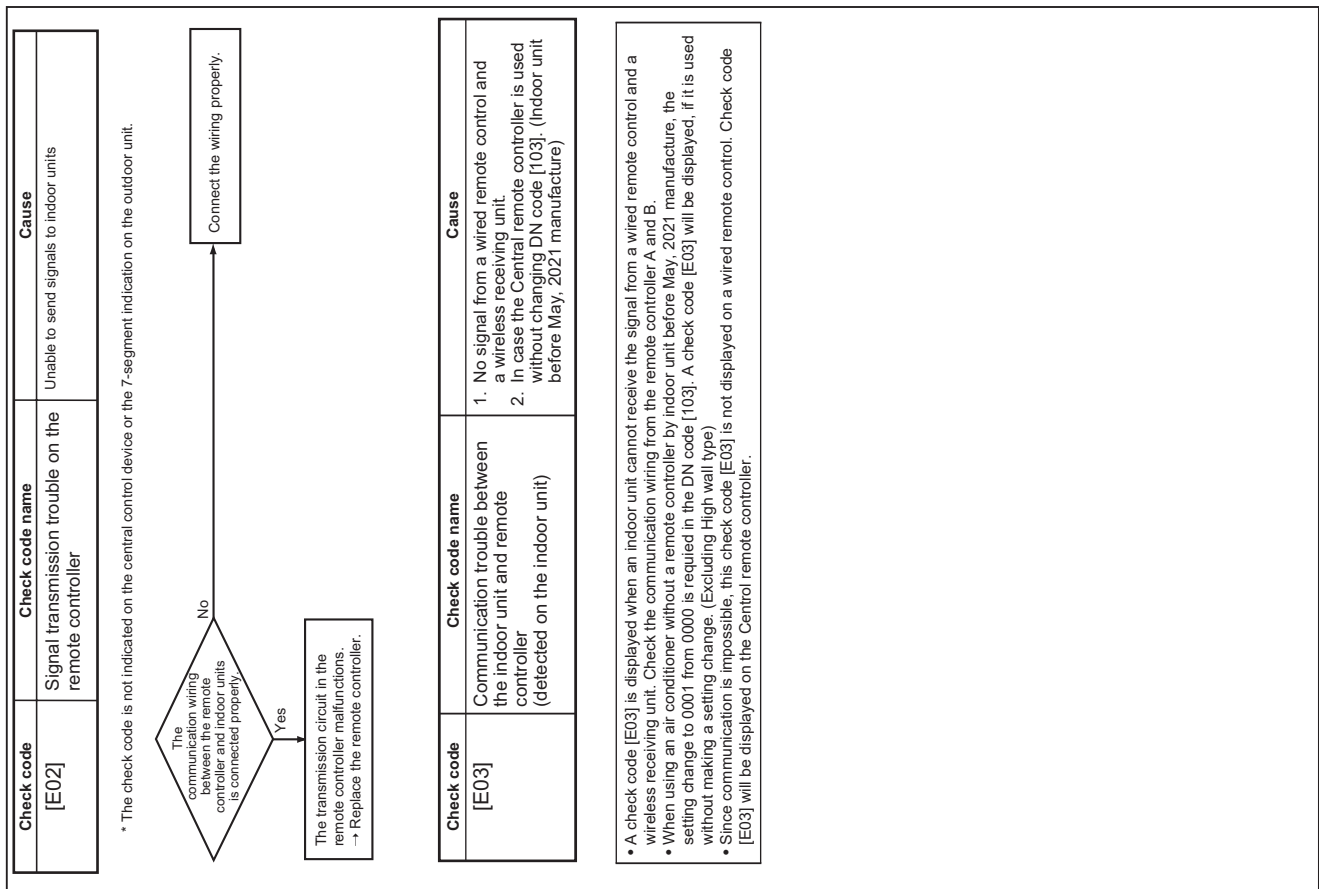 Check code
Check code name
Cause
[E02]
Signal transmission trouble on the
remote controller
Unable to send signals to indoor units
* The check code is not indicated on the central control device or the 7-segment indication on the outdoor unit.
The
communication wiring
between the remote
controller and indoor units
is connected properly.
No
Connect the wiring properly.
Yes
The transmission circuit in the
remote controller malfunctions.
→ Replace the remote controller.
Check code
Check code name
Cause
[E03]
Communication trouble between
the indoor unit and remote
controller
(detected on the indoor unit)
1. No signal from a wired remote control and
a wireless receiving unit.
2. In case the Central remote controller is used
without changing DN code [103]. (Indoor unit
before May, 2021 manufacture)
• A check code [E03] is displayed when an indoor unit cannot receive the signal from a wired remote control and a
wireless receiving unit. Check the communication wiring from the remote controller A and B.
• When using an air conditioner without a remote controller by indoor unit before May, 2021 manufacture, the
setting change to 0001 from 0000 is requied in the DN code [103]. A check code [E03] will be displayed, if it is used
without making a setting change. (Excluding High wall type)
• Since communication is impossible, this check code [E03] is not displayed on a wired remote control. Check code
[E03] will be displayed on the Central remote controller.